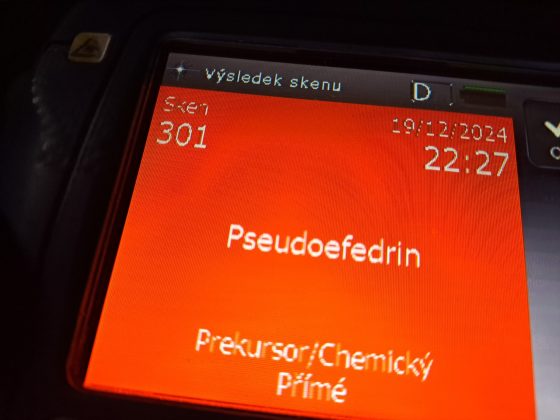 Výsledek skenu D
Sken
301
19/12/2024
22:27
Pseudoefedrin
Prekursor/Chemický
Přímé